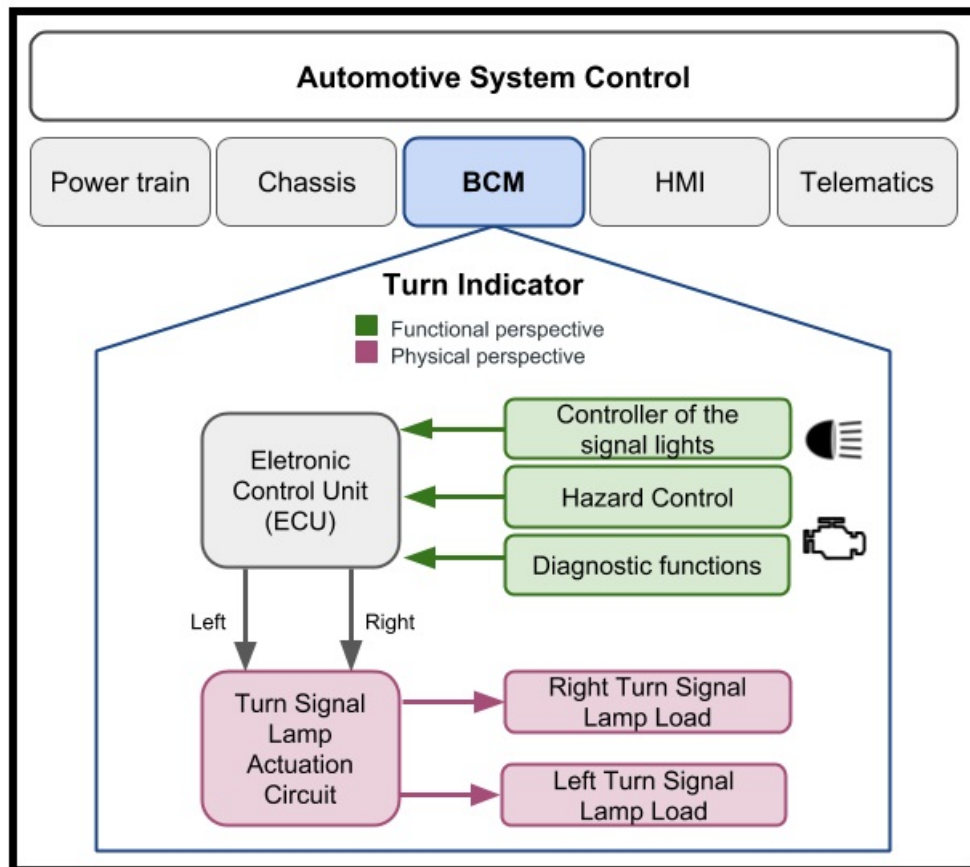 Automotive System Control
Power train
Chassis
BCM
HMI
Telematics
Turn Indicator
Functional perspective
Physical perspective
Eletronic
Control Unit
(ECU)
Controller of the
signal lights
Hazard Control
Diagnostic functions
Left
Right
Turn Signal
Lamp
Actuation
Circuit
Right Turn Signal
Lamp Load
Left Turn Signal
Lamp Load